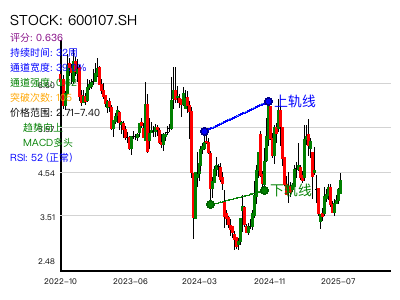 STOCK: 600107.SH
评分: 0.636
持续时间: 32周
通道宽度:
通道强度:
6.60
突破次数:
价格范围: 2.71-7.40
趋势向上
MACD多头
RSI: 52 (正常)
上轨线
下轨线
4.54
3.51
2.48
2022-10 2023-06 2024-03 2024-11 2025-07